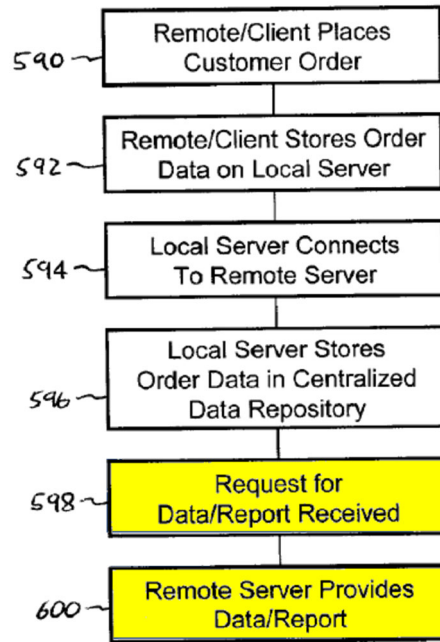 590
Remote/Client Places
Customer Order
592
Remote/Client Stores Order
Data on Local Server
594
Local Server Connects
To Remote Server
596
Local Server Stores
Order Data in Centralized
Data Repository
598
Request for
Data/Report Received
600
Remote Server Provides
Data/Report